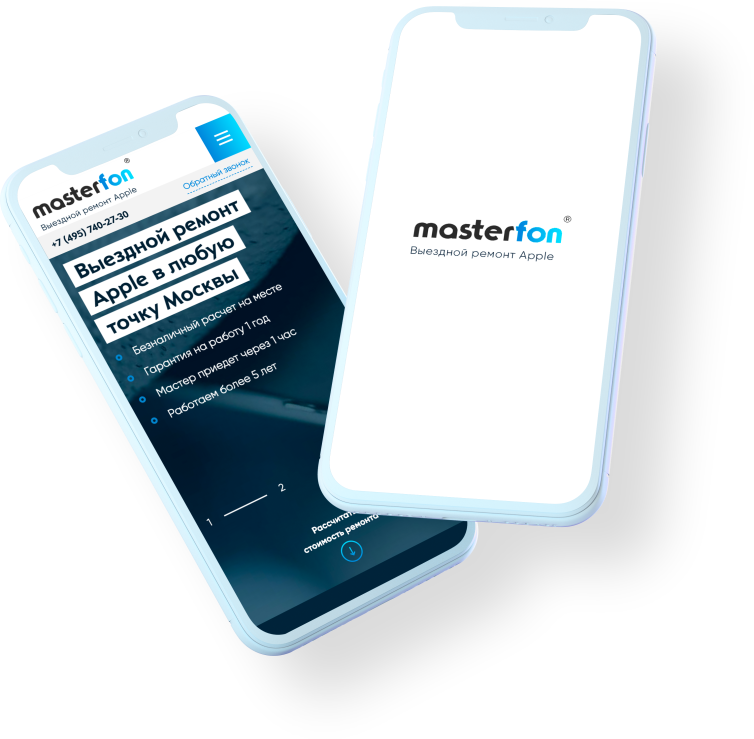 masterfon®
Выездной ремонт Apple
+7 (495) 740-27-30
Обратный звонок
Выездной ремонт
Apple в любую
точку Москвы
Безналичный расчет на месте
Гарантия на работу 1 год
Мастер приедет через 1 час
Работаем более 5 лет
1
2
стоимость ремонта
masterfon®
Выездной ремонт Apple